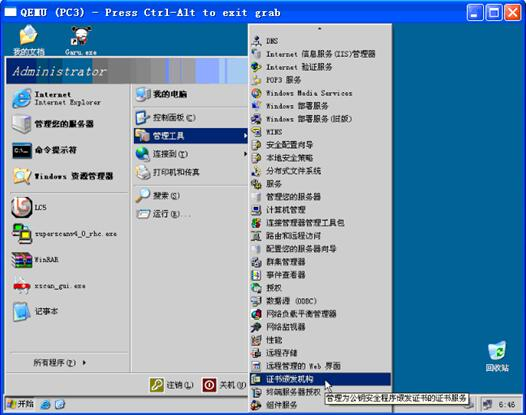 QEMU (PC3) - Press Ctrl-Alt to exit grab
我的文档
Garu.exe
Administrator
Internet
Internet Explorer
管理您的服务器
命令提示符
Windows 资源管理器
LC5
superscanv4_0_rhc.exe
WinRAR
xscan_gui.exe
记事本
所有程序(P)
我的电脑
控制面板(C)
管理工具
连接到(T)
打印机和传真
搜索(S)
运行(R)...
注销(L)
关机(U)
DNS
Internet 信息服务(IIS)管理器
Internet 验证服务
POP3 服务
Windows Media Services
Windows 部署服务
Windows 部署服务(旧版)
WINS
安全配置向导
本地安全策略
分布式文件系统
服务
管理您的服务器
计算机管理
连接管理器管理工具包
路由和远程访问
配置您的服务器向导
群集管理器
事件查看器
授权
数据源 (ODBC)
网络负载平衡管理器
网络监视器
性能
远程存储
远程管理的 Web 界面
证书颁发机构
终端服务器授权
组件服务
管理为公钥安全程序颁发证书的证书服务
回收站
开始
6:46